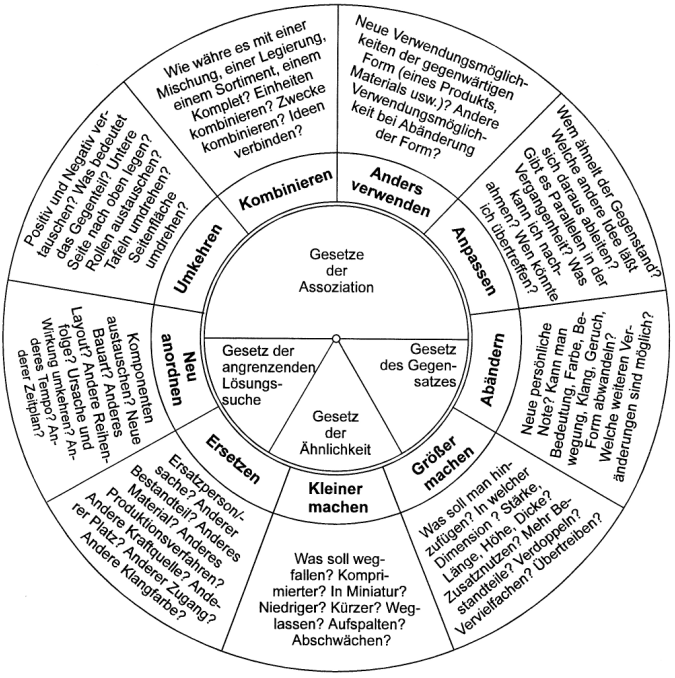 Wie währe es mit einer
Mischung, einer Legierung,
einem Sortiment, einem
Komplet? Einheiten
kombinieren? Zwecke
kombinieren? Ideen
verbinden?
Kombinieren
Neue Verwendungsmöglich-
keiten der gegenwärtigen
Form (eines Produkts,
Materials usw.)? Andere
Verwendungsmöglich-
keit bei Abänderung
der Form?
Anders
verwenden
Wem ähnelt der Gegenstand?
Welche andere Idee läßt
sich daraus ableiten?
Gibt es Parallelen in der
Vergangenheit? Was
kann ich nach-
ahmen? Wen könnte
ich übertreffen?
Anpassen
Neue persönliche
Note? Kann man
Bedeutung, Farbe, Be-
wegung, Klang, Geruch,
Form abwandeln?
Welche weiteren Ver-
änderungen sind möglich?
Abändern
Was soll man hin-
zufügen? In welcher
Dimension ? Stärke,
Länge, Höhe, Dicke?
Zusatznutzen? Mehr Be-
standteile? Verdoppeln?
Vervielfachen? Übertreiben?
Größer
machen
Was soll weg-
fallen? Kompri-
mierter? In Miniatur?
Niedriger? Kürzer? Weg-
lassen? Aufspalten?
Abschwächen?
Kleiner
machen
Ersatzperson/-
sache? Anderer
Bestandteil? Anderes
Material? Anderes
Produktionsverfahren?
Andere Kraftquelle? Ande-
rer Platz? Anderer Zugang?
Andere Klangfarbe?
Ersetzen
Komponenten
austauschen? Neue
Bauart? Anderes
Layout? Andere Reihen-
folge? Ursache und
Wirkung umkehren? An-
deres Tempo? An-
derer Zeitplan?
Neu
anordnen
Positiv und Negativ ver-
tauschen? Was bedeutet
das Gegenteil? Untere
Seite nach oben legen?
Rollen austauschen?
Tafeln umdrehen?
Seitenfläche
umdrehen?
Umkehren
Gesetze
der
Assoziation
Gesetz der
angrenzenden
Lösungs-
suche
Gesetz
der
Ähnlichkeit
Gesetz
des Gegen-
satzes